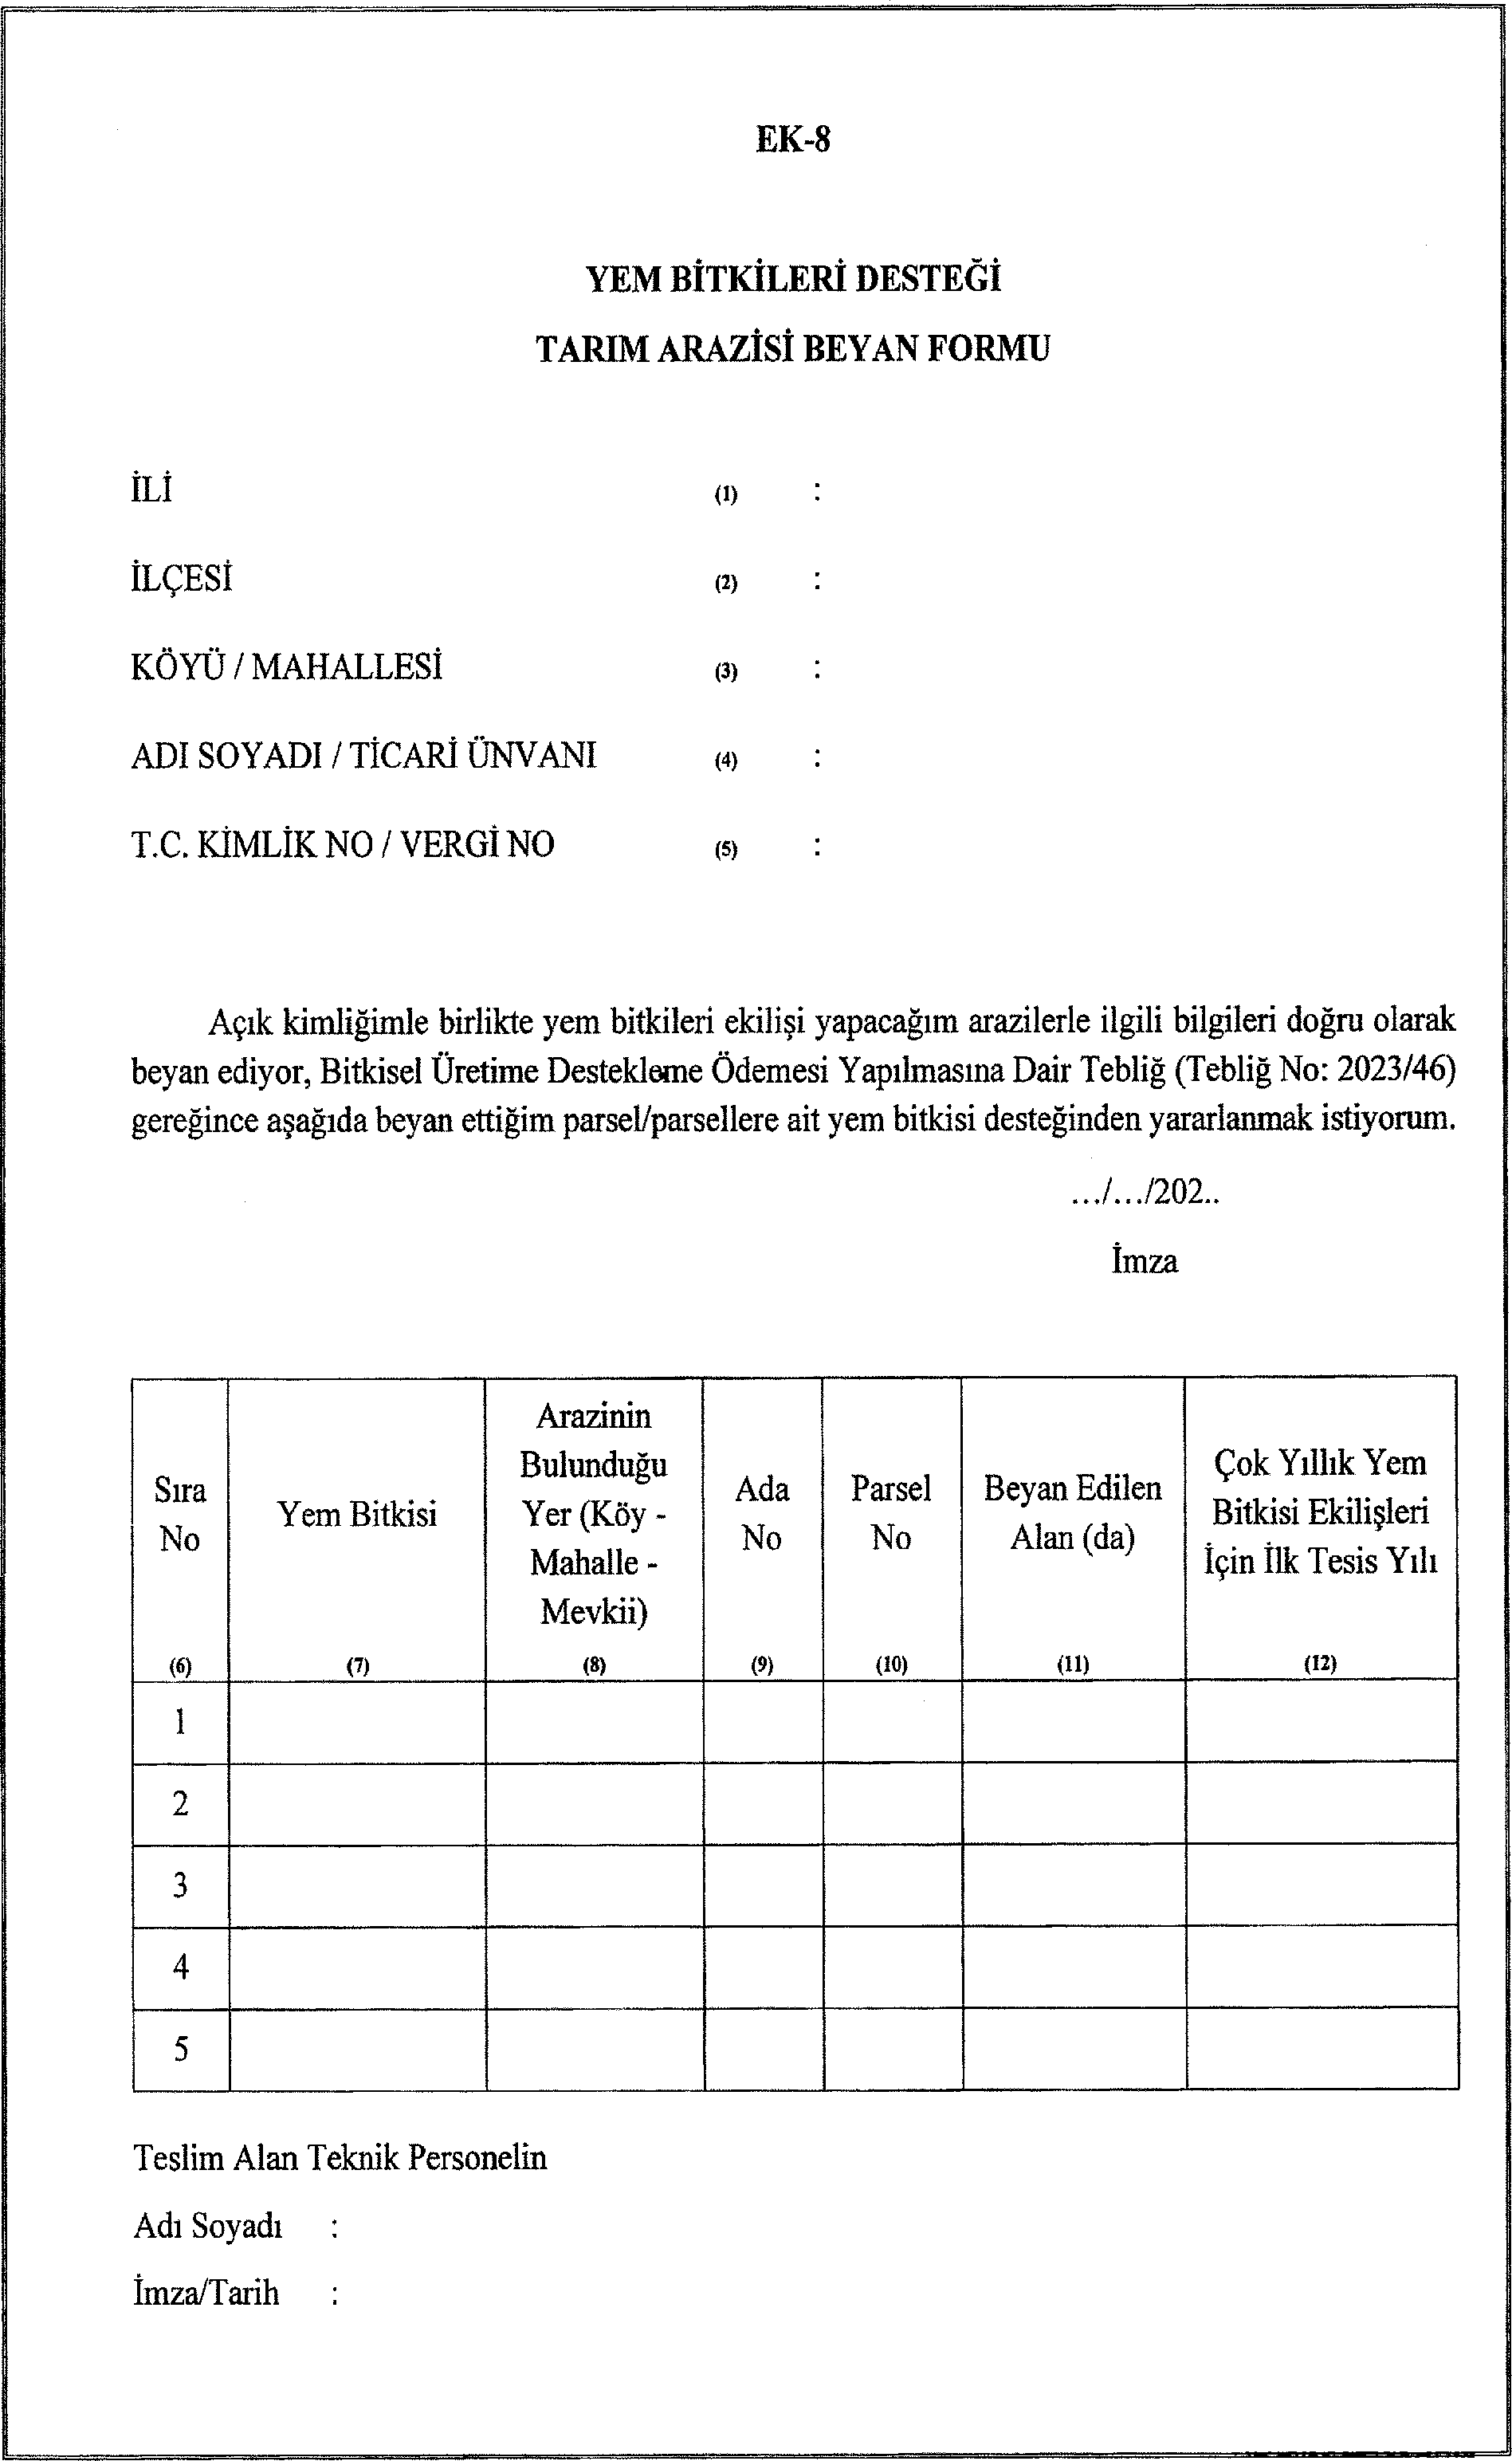 EK-8
YEM BİTKİLERİ DESTEĞİ
TARIM ARAZİSİ BEYAN FORMU
İLİ (1) :
İLÇESİ (2) :
KÖYÜ / MAHALLESİ (3) :
ADI SOYADI / TİCARİ ÜNVANI (4) :
T.C. KİMLİK NO / VERGİ NO (5) :
Açık kimliğimle birlikte yem bitkileri ekilişi yapacağım arazilerle ilgili bilgileri doğru olarak
beyan ediyor, Bitkisel Üretime Destekleme Ödemesi Yapılmasına Dair Tebliğ (Tebliğ No: 2023/46)
gereğince aşağıda beyan ettiğim parsel/parsellere ait yem bitkisi desteğinden yararlanmak istiyorum.
.../.../202..
İmza
Sıra
No
(6)
Yem Bitkisi
(7)
Arazinin
Bulunduğu
Yer (Köy -
Mahalle -
Mevkii)
(8)
Ada
No
(9)
Parsel
No
(10)
Beyan Edilen
Alan (da)
(11)
Çok Yıllık Yem
Bitkisi Ekilişleri
İçin İlk Tesis Yılı
(12)
1
2
3
4
5
Teslim Alan Teknik Personelin
Adı Soyadı :
İmza/Tarih :